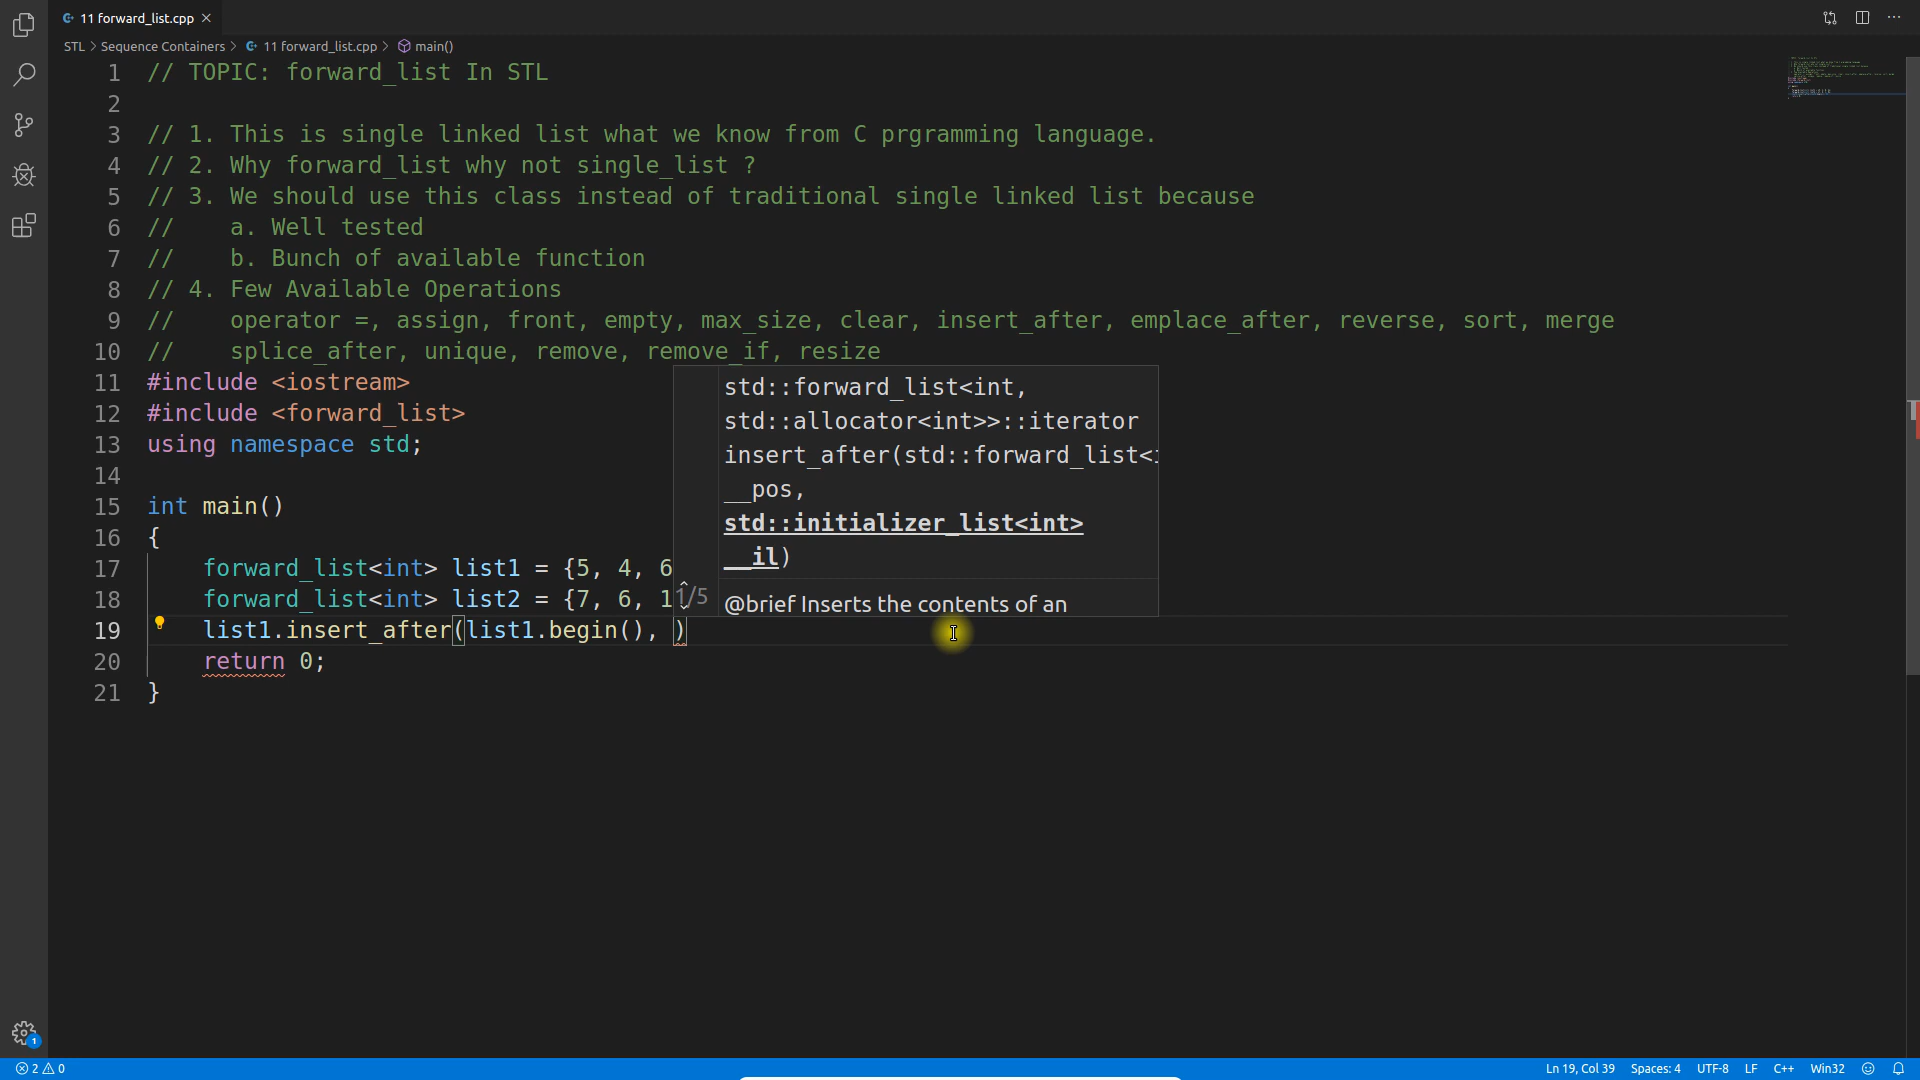 11 forward_list.cpp
STL > Sequence Containers > 11 forward_list.cpp > main()
1 // TOPIC: forward_list In STL
2
3 // 1. This is single linked list what we know from C prgramming language.
4 // 2. Why forward_list why not single_list ?
5 // 3. We should use this class instead of traditional single linked list because
6 // a. Well tested
7 // b. Bunch of available function
8 // 4. Few Available Operations
9 // operator =, assign, front, empty, max_size, clear, insert_after, emplace_after, reverse, sort, merge
10 // splice_after, unique, remove, remove_if, resize
11 #include <iostream>
12 #include <forward_list>
13 using namespace std;
14
15 int main()
16 {
17 forward_list<int> list1 = {5, 4, 6
18 forward_list<int> list2 = {7, 6, 1
19 list1.insert_after(list1.begin(), )
20 return 0;
21 }
1/5
std::forward_list<int,
std::allocator<int>>::iterator
insert_after(std::forward_list<
__pos,
std::initializer_list<int>
__il)
@brief Inserts the contents of an
1
2 0 Ln 19, Col 39 Spaces: 4 UTF-8 LF C++ Win32